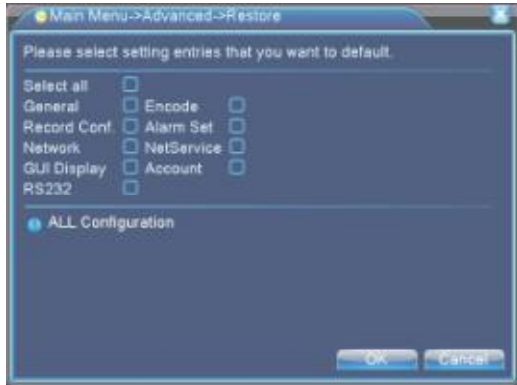 Main Menu->Advanced->Restore
Please select setting entries that you want to default.
Select all
General Encode
Record Conf. Alarm Set
Network NetService
GUI Display Account
RS232
ALL Configuration
OK Cancel